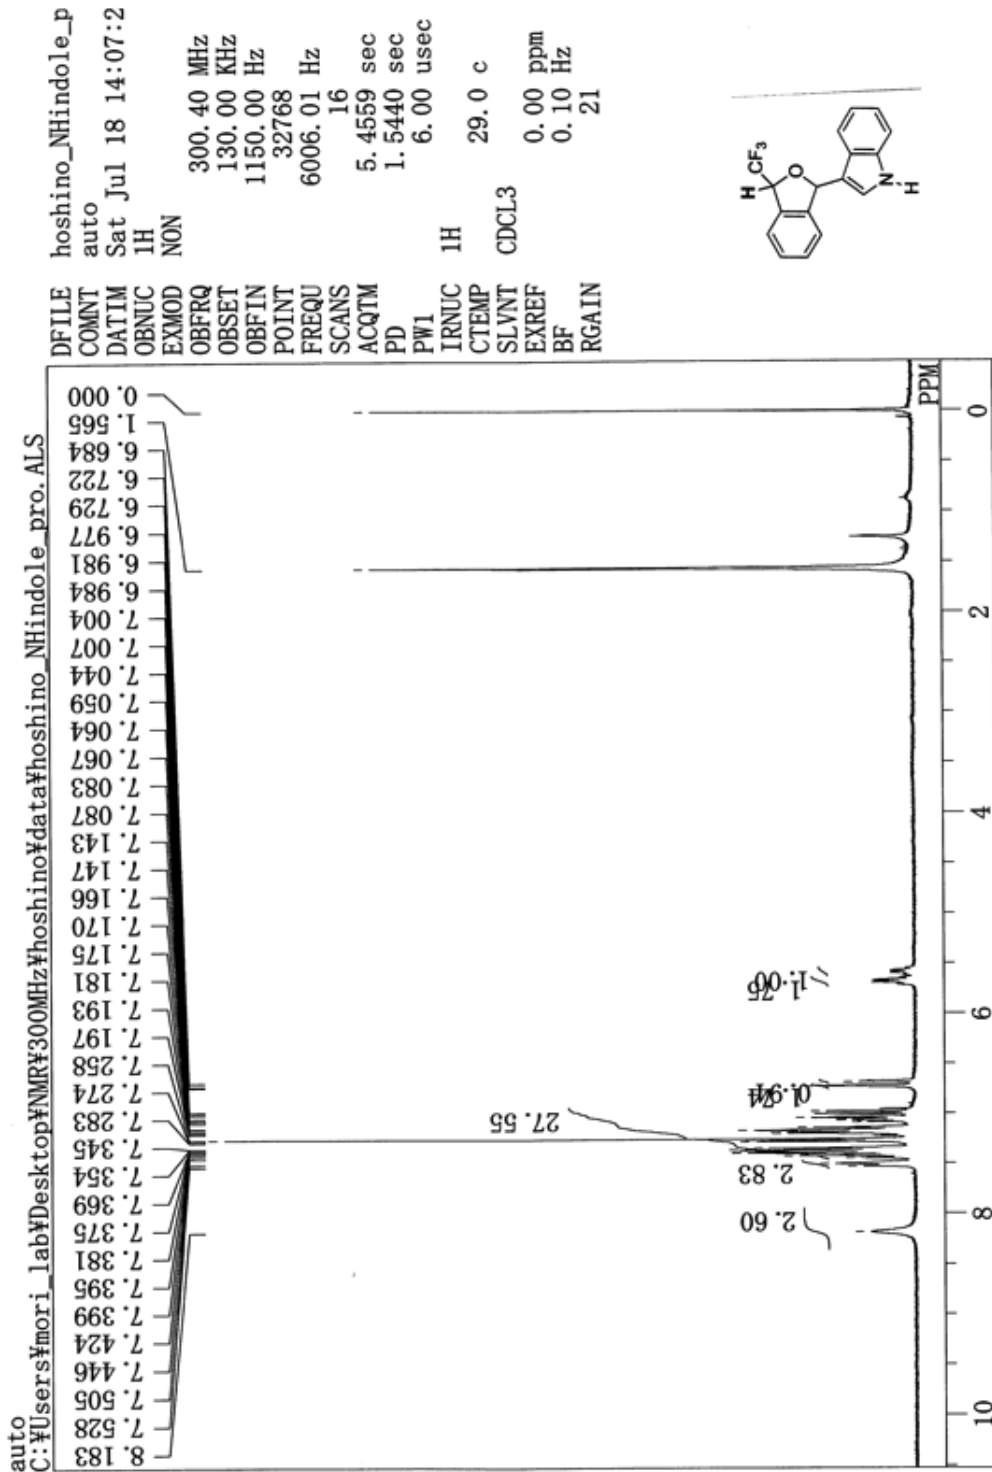 auto
C:¥Users¥mori_lab¥Desktop¥NMR¥300MHz¥hoshino¥data¥hoshino_NHindole_pro.ALS
DFILE hoshino_NHindole_p
COMNT auto
DATIM Sat Jul 18 14:07:2
OBNUC 1H
EXMOD NON
OBFRQ 300.40 MHz
OBSET 130.00 KHz
OBFIN 1150.00 Hz
POINT 32768
FREQU 6006.01 Hz
SCANS 16
ACQTM 5.4559 sec
PD 1.5440 sec
PW1 6.00 usec
IRNUC 1H
CTEMP 29.0 c
SLVNT CDCL3
EXREF 0.00 ppm
BF 0.10 Hz
RGAIN 21
8.183
7.528
7.505
7.446
7.424
7.399
7.395
7.381
7.375
7.369
7.354
7.345
7.283
7.274
7.258
7.197
7.193
7.181
7.175
7.170
7.166
7.147
7.143
7.087
7.083
7.067
7.064
7.059
7.044
7.007
7.004
6.984
6.981
6.977
6.729
6.722
6.684
1.565
0.000
2.60
2.83
27.55
0.94
1.00
1.75
H
CF3
O
N
H
10
8
6
4
2
0
PPM